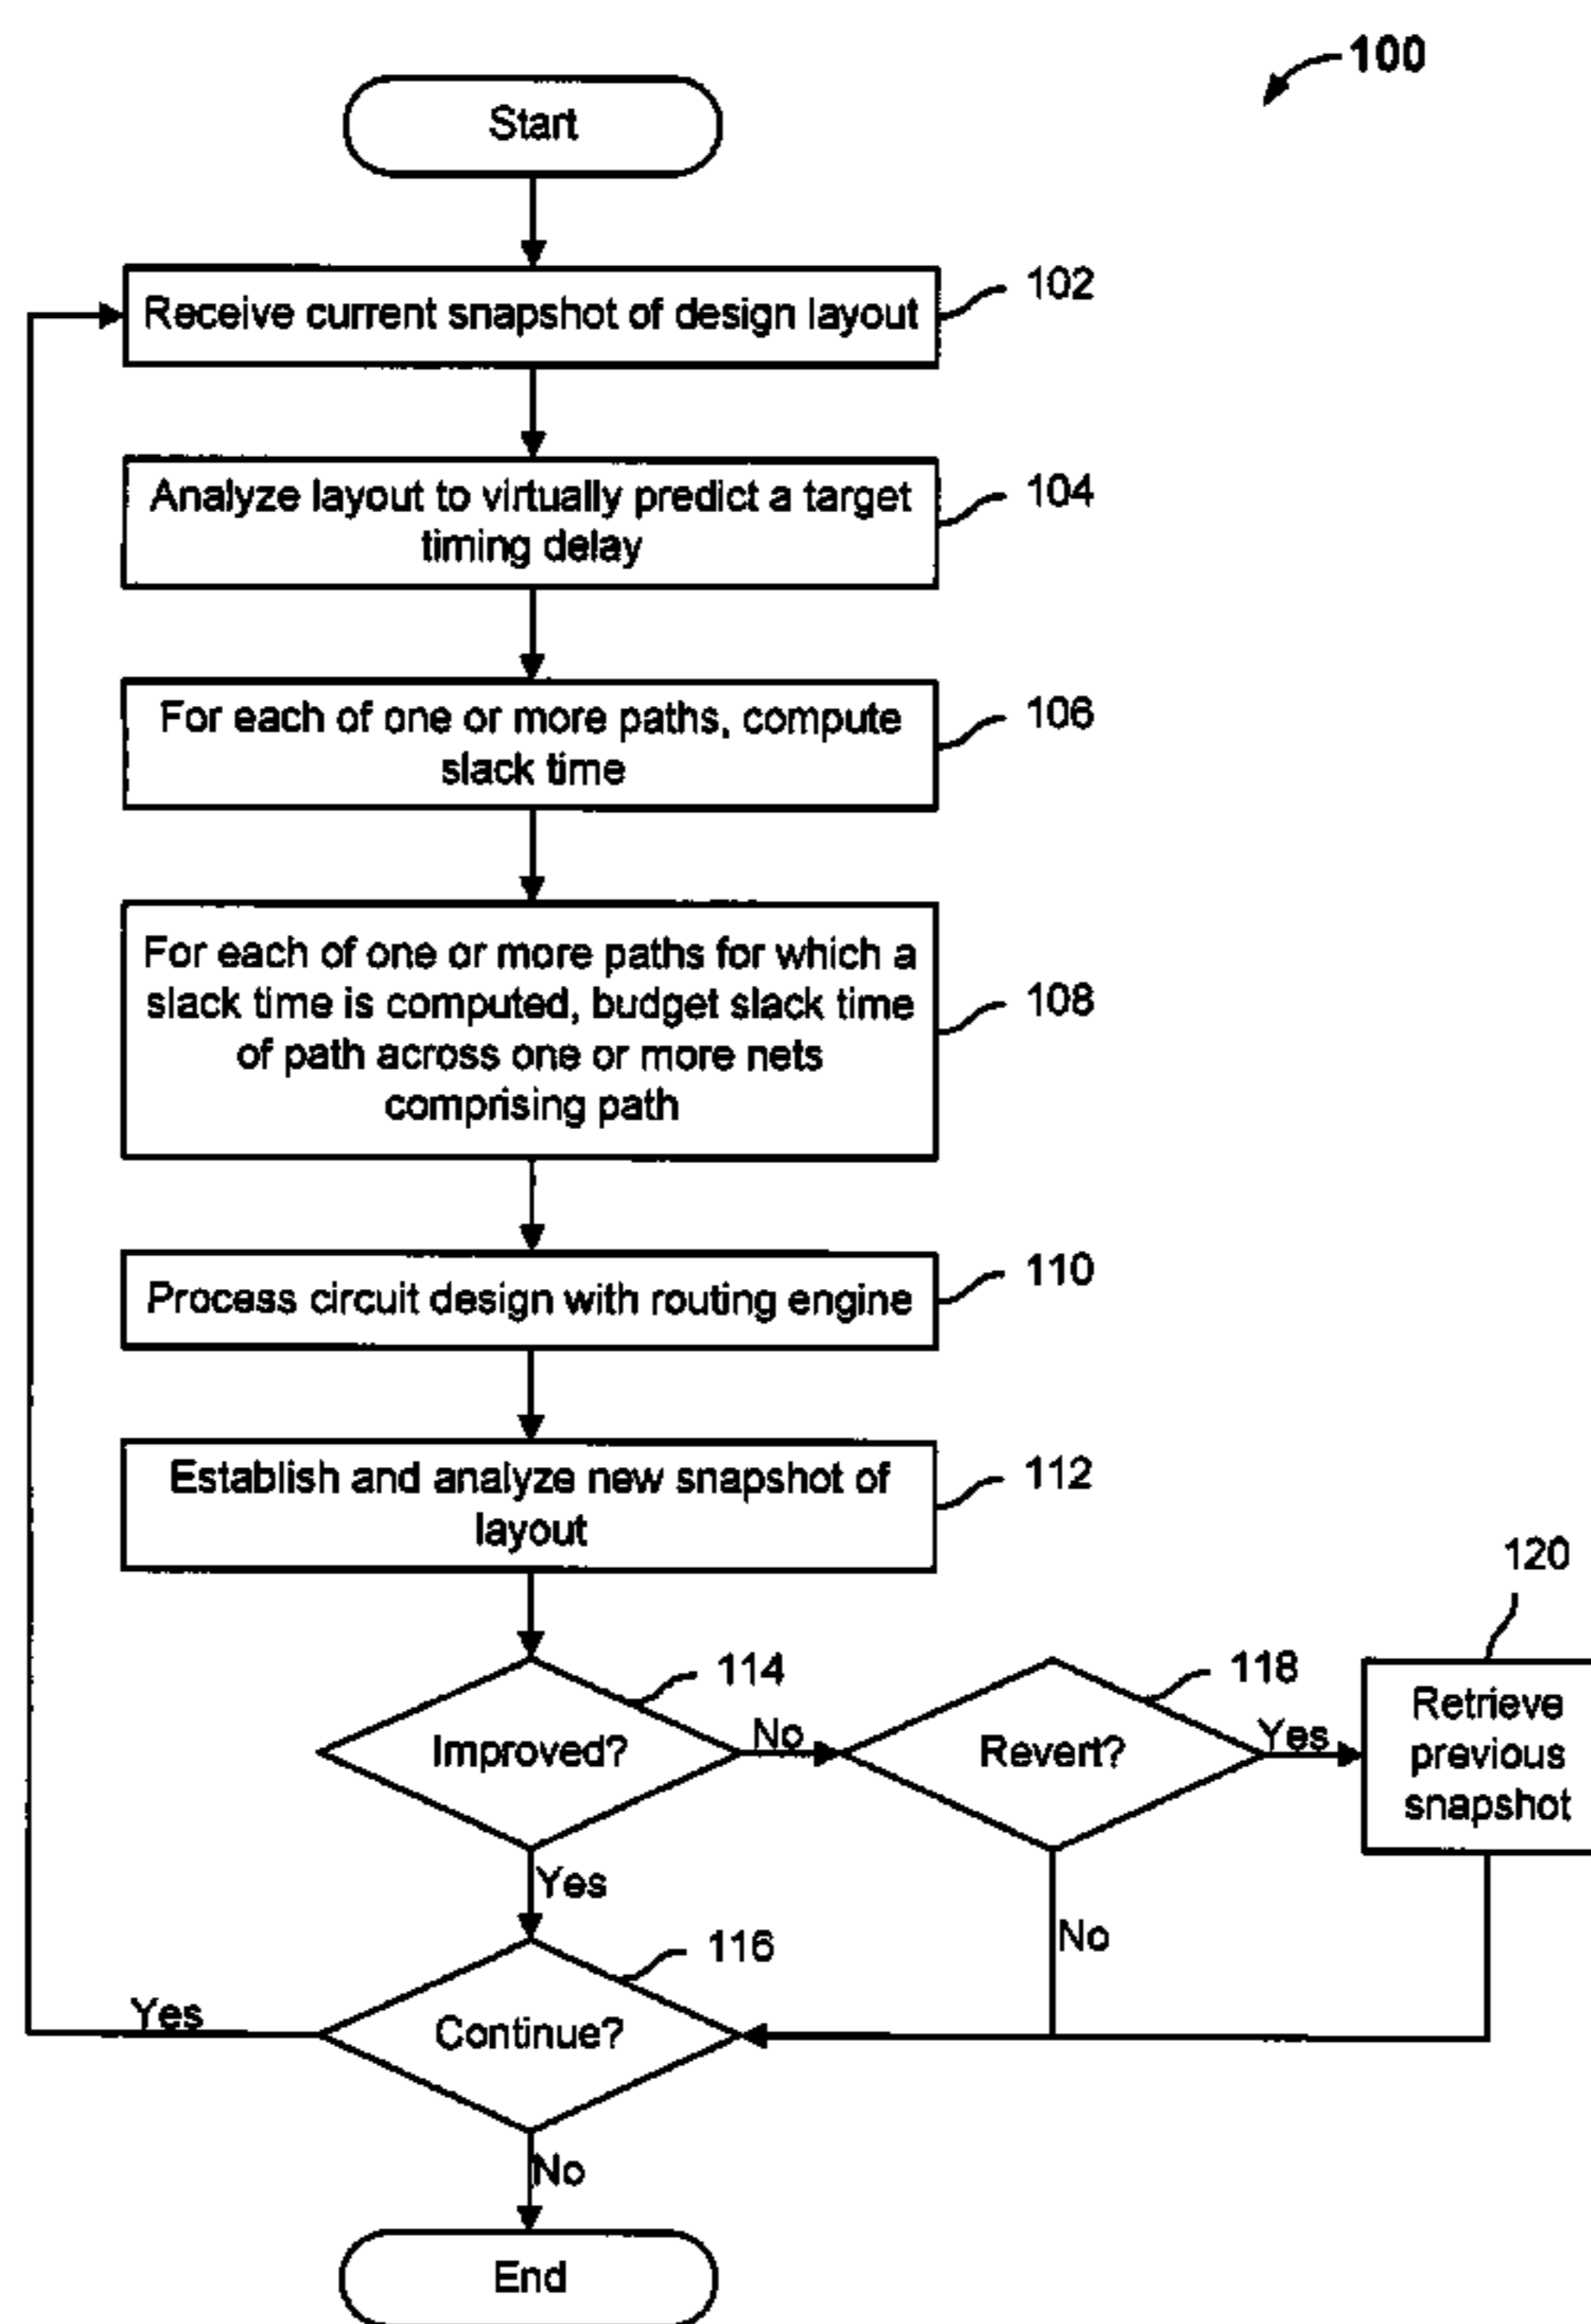 100
Start
Receive current snapshot of design layout
102
Analyze layout to virtually predict a target
timing delay
104
For each of one or more paths, compute
slack time
106
For each of one or more paths for which a
slack time is computed, budget slack time
of path across one or more nets
comprising path
108
Process circuit design with routing engine
110
Establish and analyze new snapshot of
layout
112
Improved?
114
No
Revert?
118
Yes
Retrieve
previous
snapshot
120
Yes
No
Continue?
116
Yes
No
End